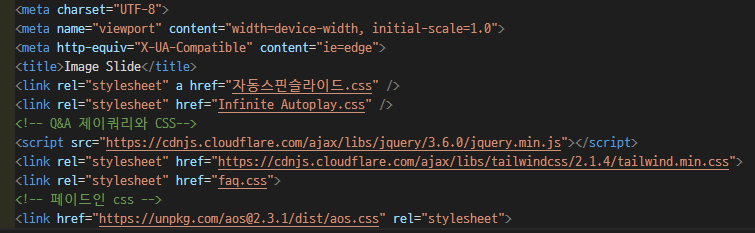 <meta charset="UTF-8">
<meta name="viewport" content="width=device-width, initial-scale=1.0">
<meta http-equiv="X-UA-Compatible" content="ie=edge">
<title>Image Slide</title>
<link rel="stylesheet" a href="자동스핀슬라이드.css" />
<link rel="stylesheet" href="Infinite Autoplay.css" />
<!-- Q&A 제이쿼리와 CSS-->
<script src="https://cdnjs.cloudflare.com/ajax/libs/jquery/3.6.0/jquery.min.js"></script>
<link rel="stylesheet" href="https://cdnjs.cloudflare.com/ajax/libs/tailwindcss/2.1.4/tailwind.min.css">
<link rel="stylesheet" href="faq.css">
<!-- 페이드인 css -->
<link href="https://unpkg.com/aos@2.3.1/dist/aos.css" rel="stylesheet">